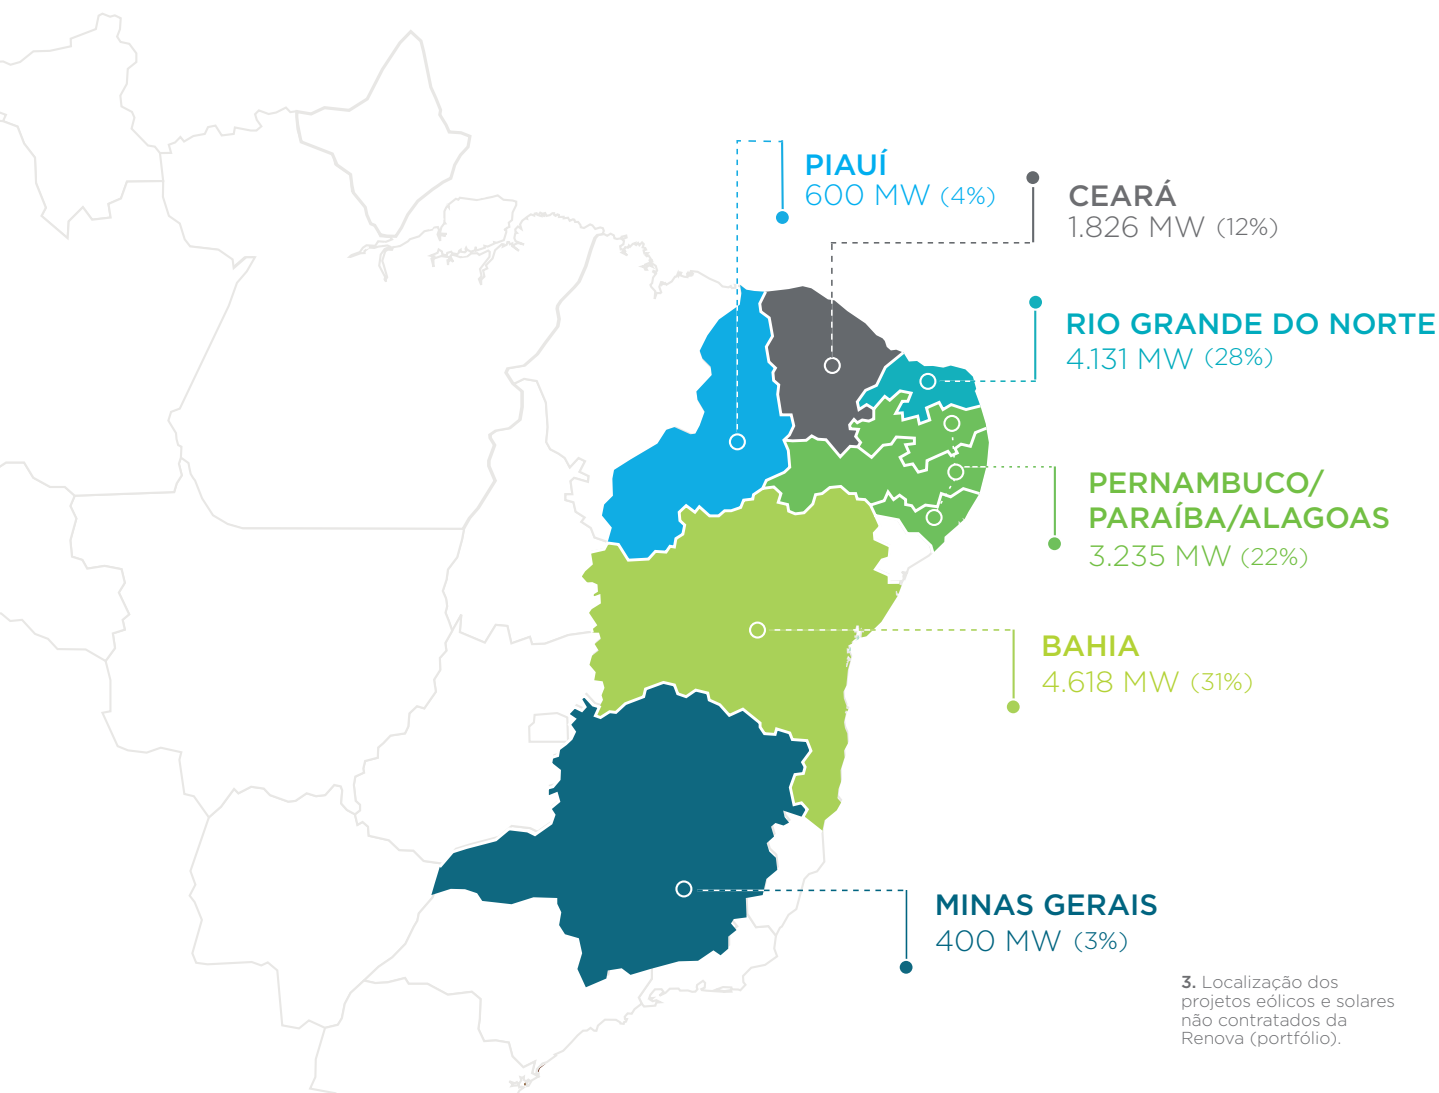 PIAUÍ
600 MW (4%)
CEARÁ
1.826 MW (12%)
RIO GRANDE DO NORTE
4.131 MW (28%)
PERNAMBUCO/
PARAÍBA/ALAGOAS
3.235 MW (22%)
BAHIA
4.618 MW (31%)
MINAS GERAIS
400 MW (3%)
3. Localização dos
projetos eólicos e solares
não contratados da
Renova (portfólio).